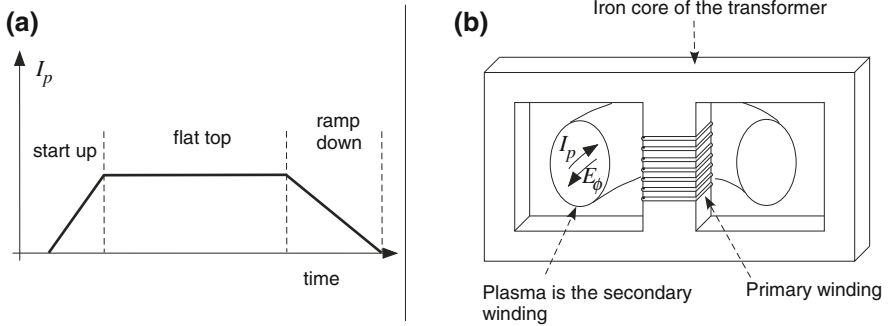 (a)
I_p
start up
flat top
ramp
down
time
(b)
Iron core of the transformer
I_p
E_ϕ
Plasma is the secondary
winding
Primary winding